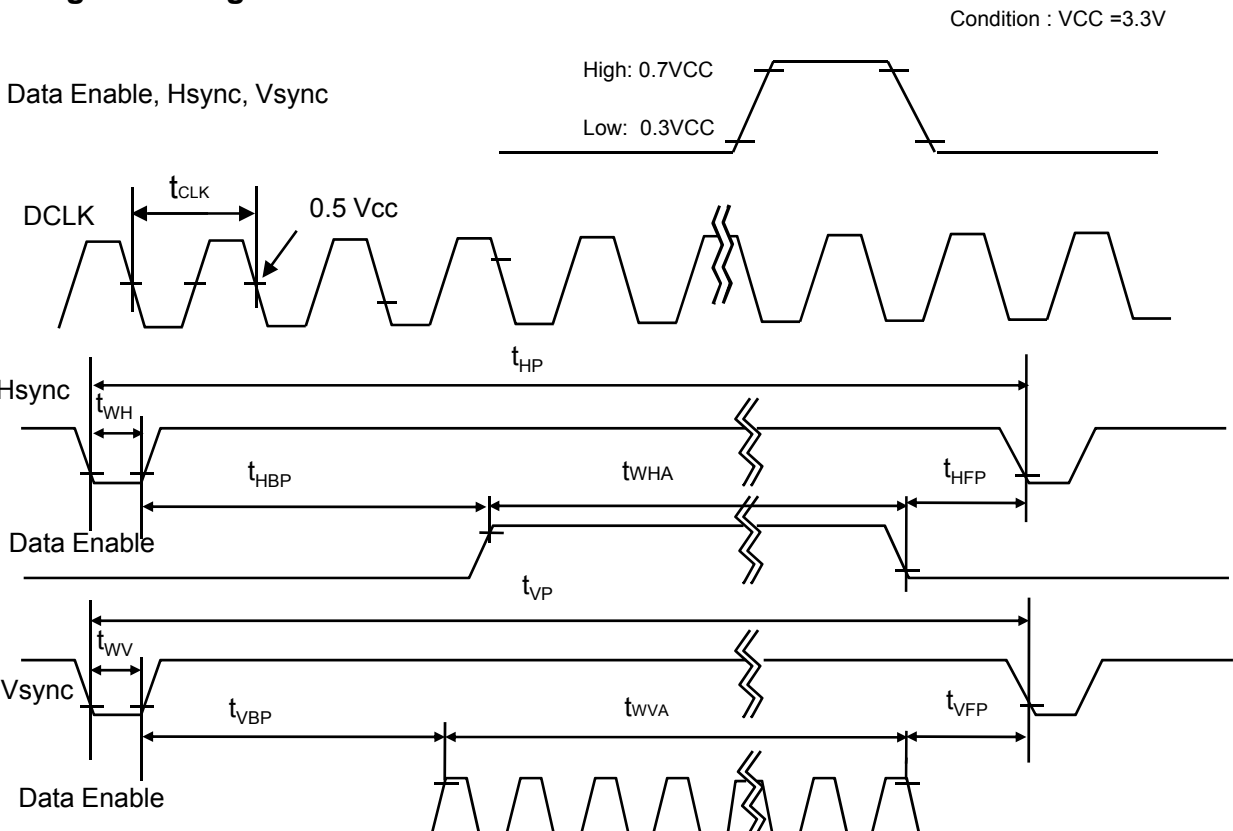 Condition : VCC =3.3V
High: 0.7VCC
Data Enable, Hsync, Vsync
Low: 0.3VCC
tCLK
DCLK
0.5 Vcc
tHP
Hsync
tWH
tHBP
tWHA
tHFP
Data Enable
tVP
tWV
Vsync
tVBP
tWVA
tVFP
Data Enable